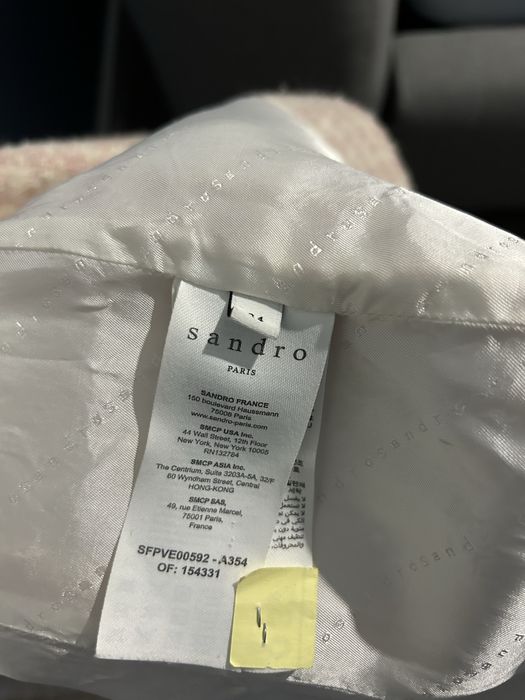 sandro
PARIS
SANDRO FRANCE
150 boulevard Haussmann
75008 Paris
www.sandro-paris.com
SMCP USA Inc.
44 Wall Street, 12th Floor
New York, New York 10005
RN132784
SMCP ASIA Inc.
The Centrium, Suite 3203A-5A, 32/F
60 Wyndham Street, Central
HONG-KONG
SMCP SAS,
49, rue Etienne Marcel,
75001 Paris,
France
SFPVE00592 - A354
OF: 154331